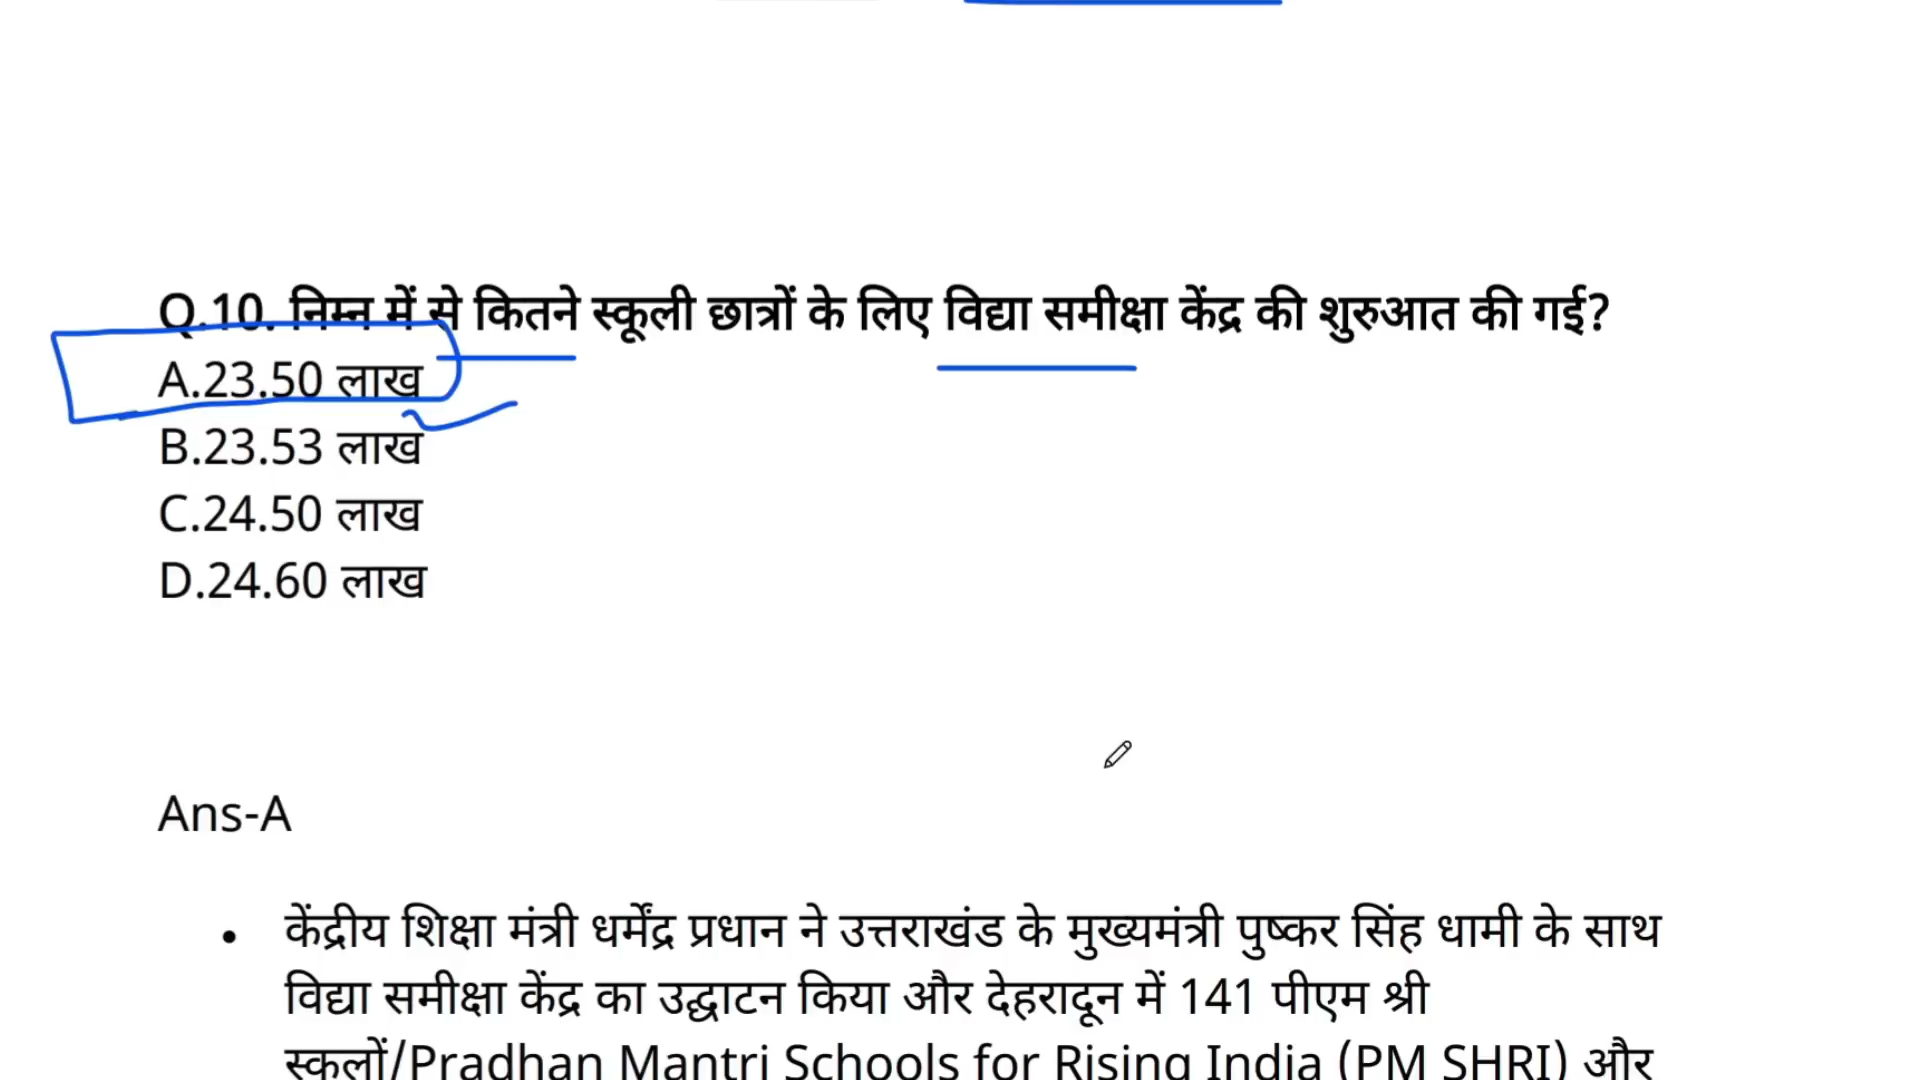 Q.10. निम्न में से कितने स्कूली छात्रों के लिए विद्या समीक्षा केंद्र की शुरुआत की गई?
A.23.50 लाख
B.23.53 लाख
C.24.50 लाख
D.24.60 लाख
Ans-A
• केंद्रीय शिक्षा मंत्री धर्मेंद्र प्रधान ने उत्तराखंड के मुख्यमंत्री पुष्कर सिंह धामी के साथ
विद्या समीक्षा केंद्र का उद्घाटन किया और देहरादून में 141 पीएम श्री
स्कूलों/Pradhan Mantri Schools for Rising India (PM SHRI) और